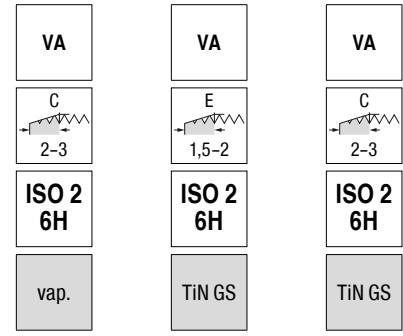 VA VA VA
C E C
2–3 1,5–2 2–3
ISO 2 ISO 2 ISO 2
6H 6H 6H
vap. TiN GS TiN GS